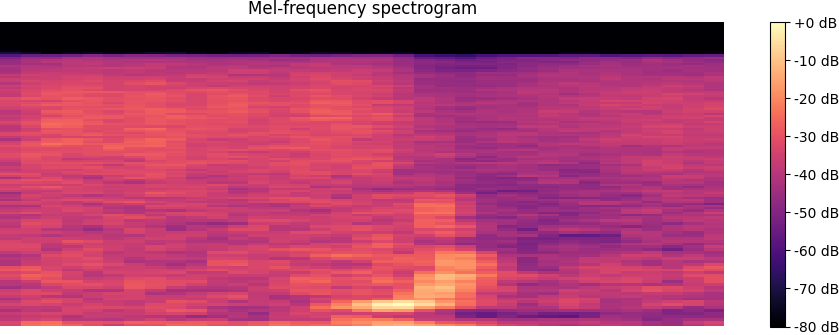 Mel-frequency spectrogram
+0 dB
-10 dB
-20 dB
-30 dB
-40 dB
-50 dB
-60 dB
-70 dB
-80 dB